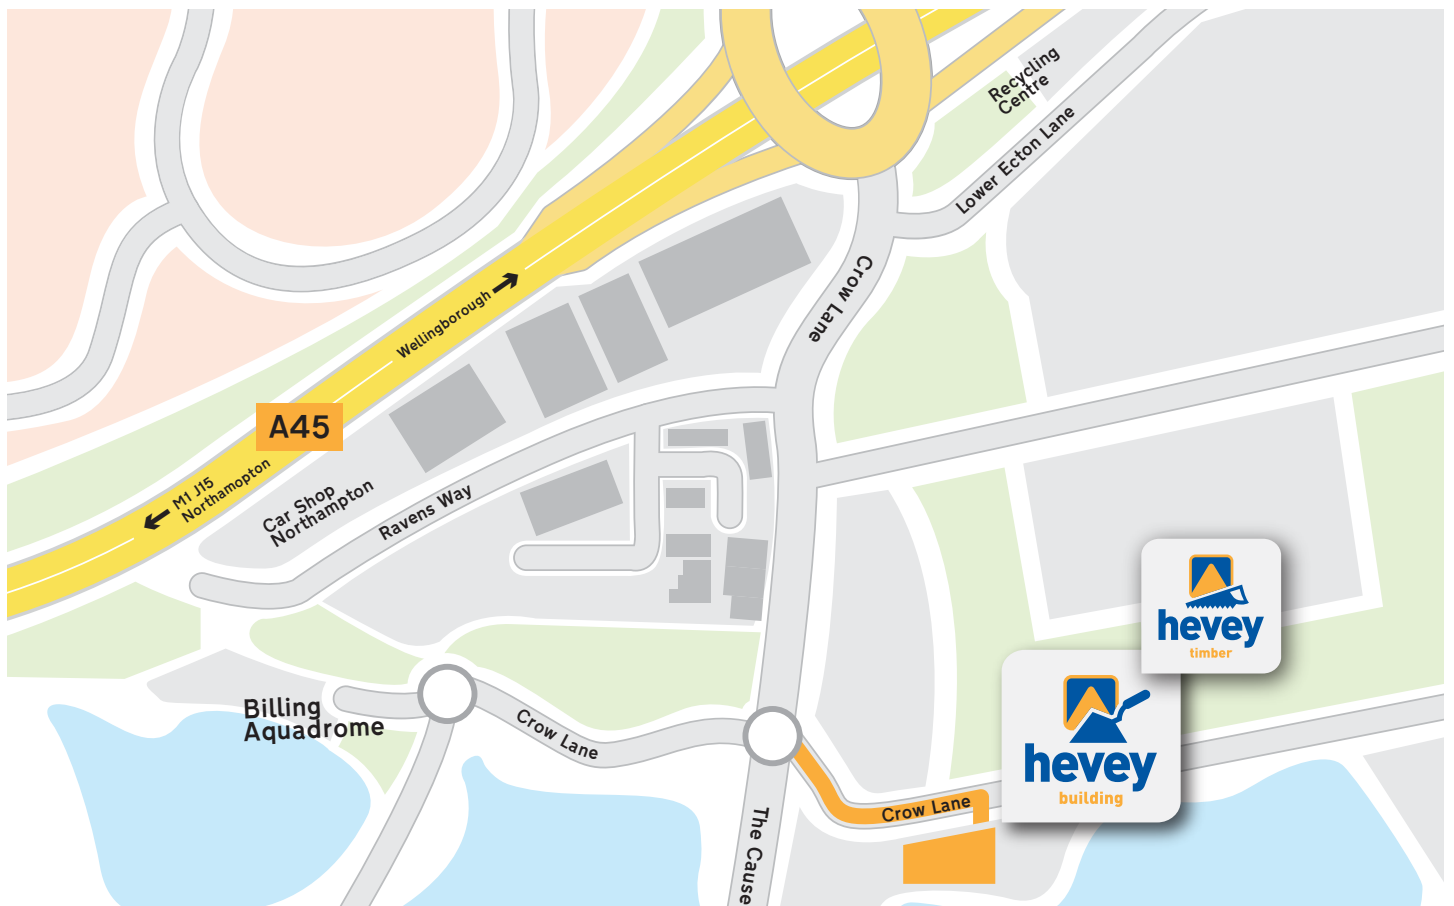 Recycling
Centre
Lower Ecton Lane
Crow Lane
Wellingborough
A45
M1 J15
Northamopton
Car Shop
Northampton
Ravens Way
hevey
timber
Billing
Aquadrome
Crow Lane
hevey
building
Crow Lane
The Cause